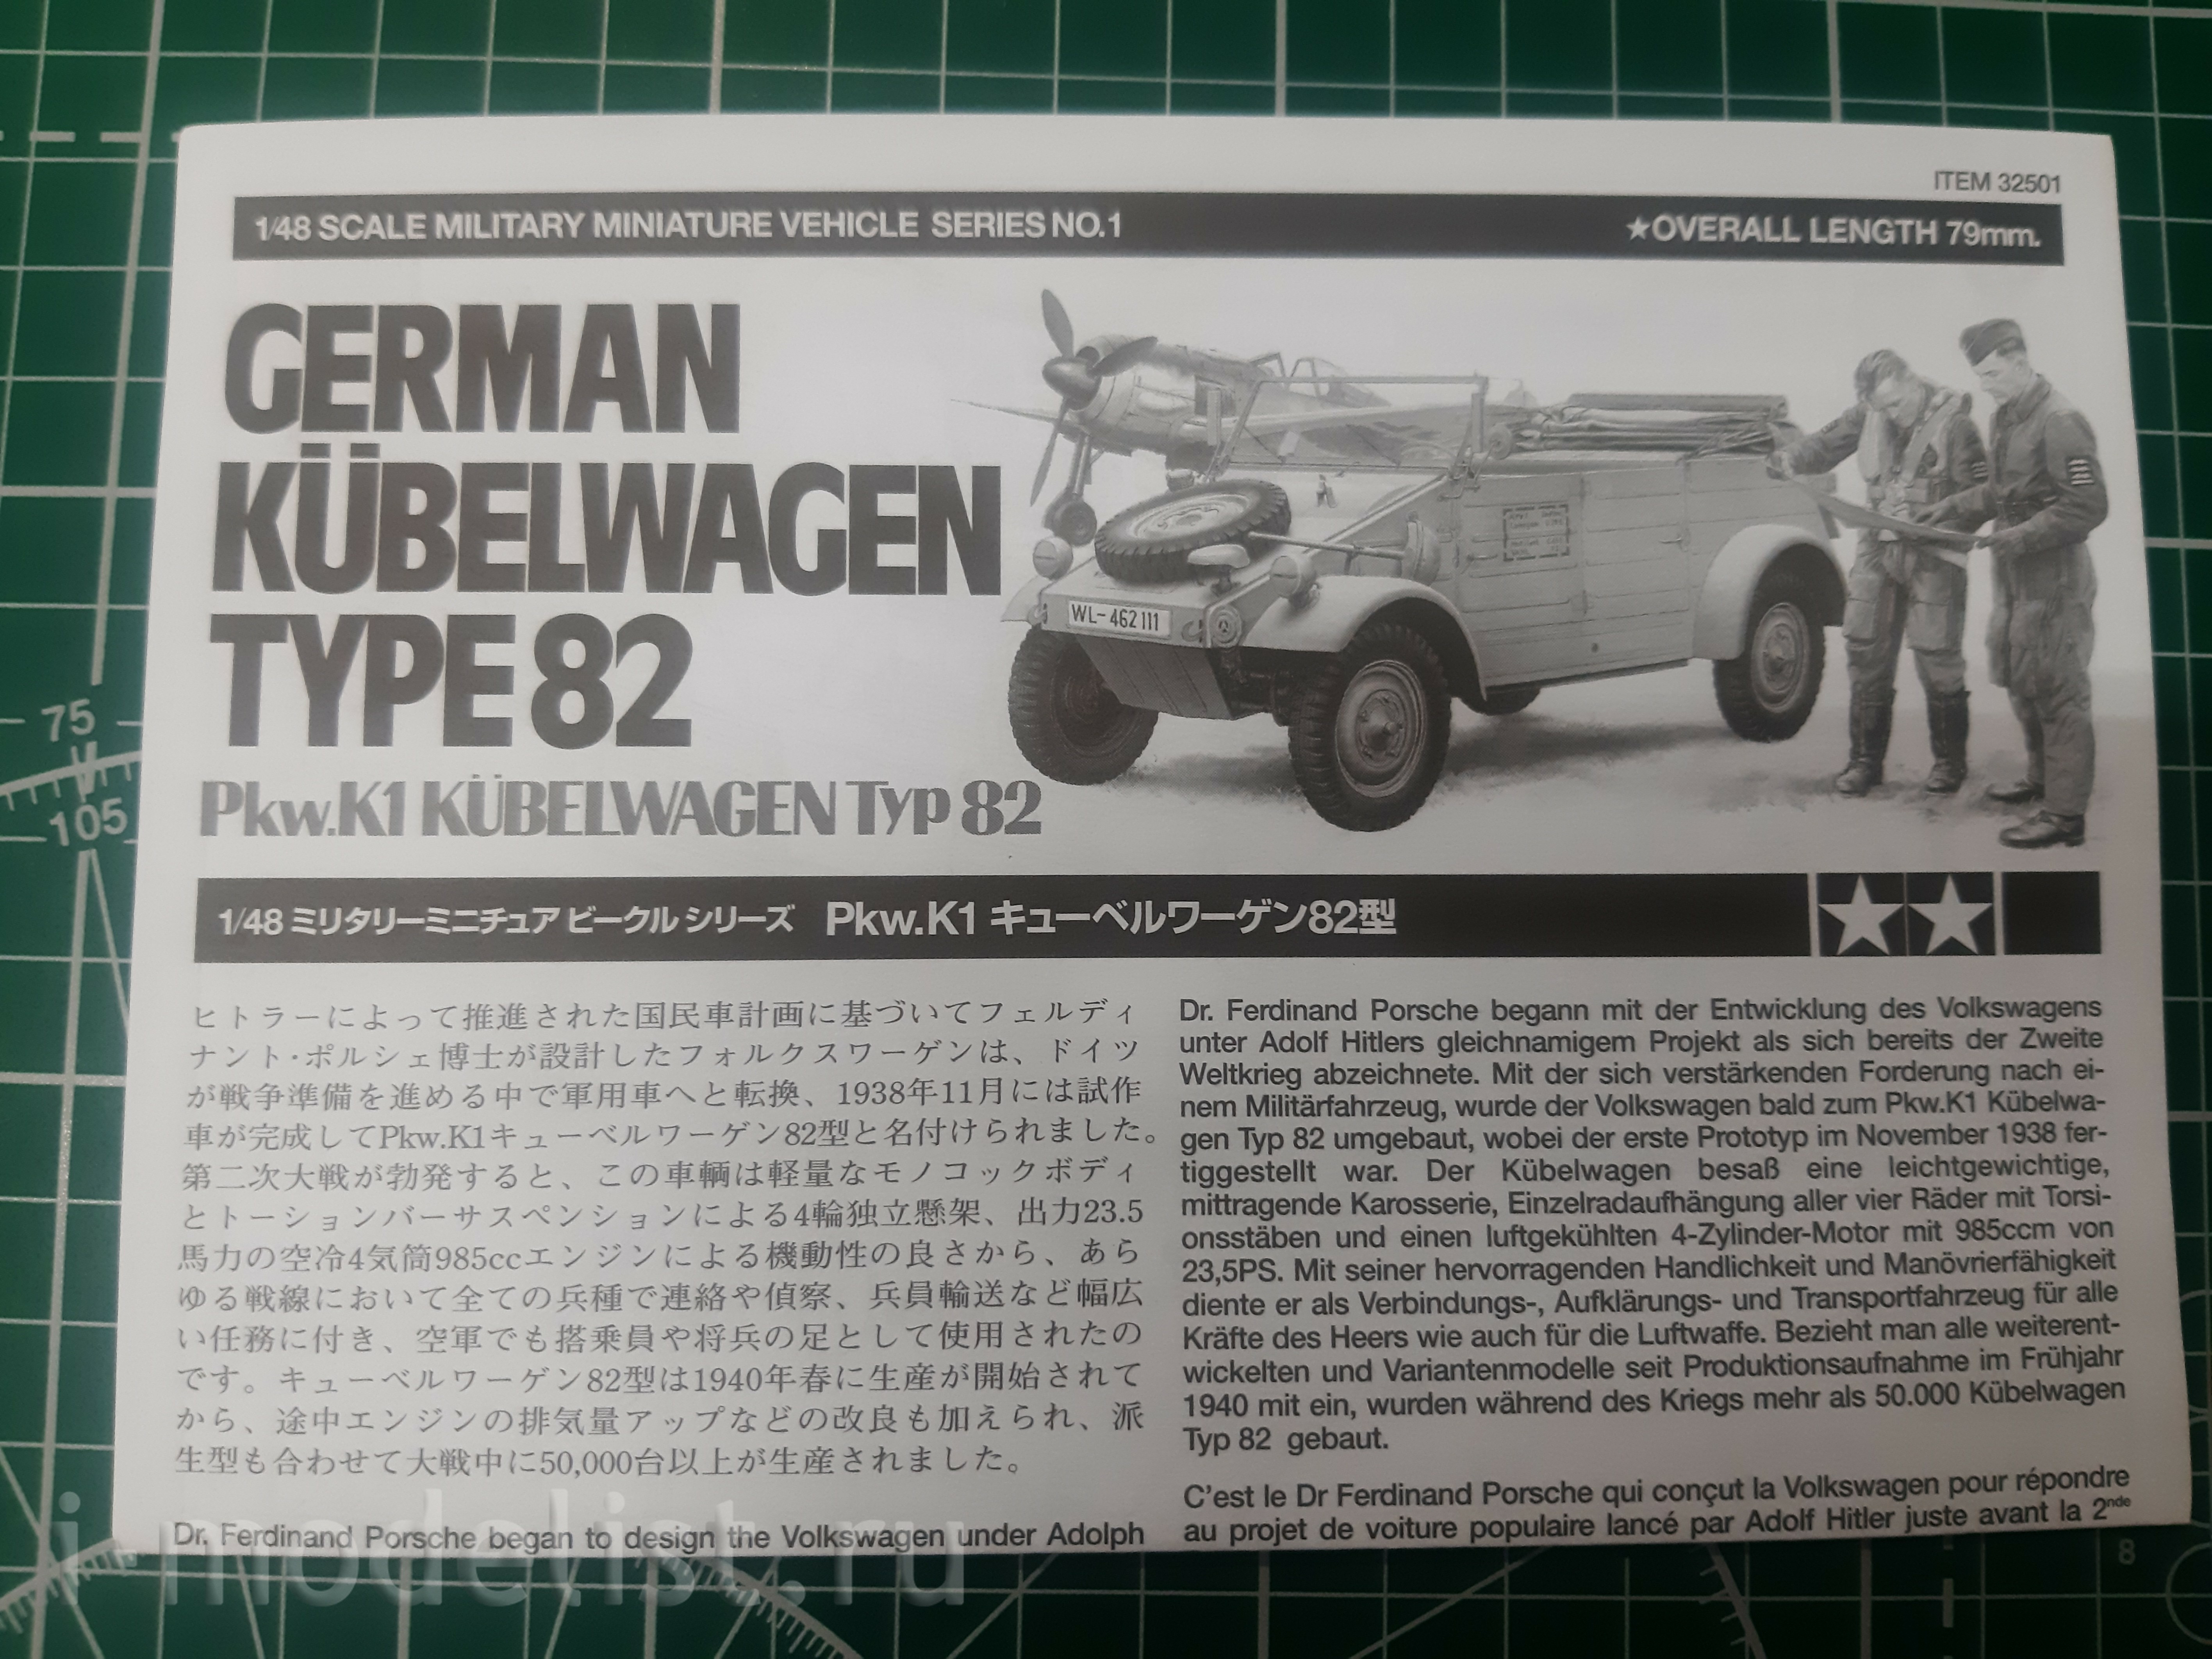 ITEM 32501
1/48 SCALE MILITARY MINIATURE VEHICLE SERIES NO.1
★OVERALL LENGTH 79mm.
GERMAN
KÜBELWAGEN
TYPE 82
Pkw.K1 KÜBELWAGEN Typ 82
WL-462111
1/48 ミリタリーミニチュア ビークル シリーズ Pkw.K1 キューベルワーゲン82型
ヒトラーによって推進された国民車計画に基づいてフェルディ
ナント・ポルシェ博士が設計したフォルクスワーゲンは、ドイツ
が戦争準備を進める中で軍用車へと転換、1938年11月には試作
車が完成してPkw.K1キューベルワーゲン82型と名付けられました。
第二次大戦が勃発すると、この車輌は軽量なモノコックボディ
とトーションバーサスペンションによる4輪独立懸架、出力23.5
馬力の空冷4気筒985ccエンジンによる機動性の良さから、あら
ゆる戦線において全ての兵種で連絡や偵察、兵員輸送など幅広
い任務に付き、空軍でも搭乗員や将兵の足として使用されたの
です。キューベルワーゲン82型は1940年春に生産が開始されて
から、途中エンジンの排気量アップなどの改良も加えられ、派
生型も合わせて大戦中に50,000台以上が生産されました。
Dr. Ferdinand Porsche began to design the Volkswagen under Adolph
Dr. Ferdinand Porsche begann mit der Entwicklung des Volkswagens
unter Adolf Hitlers gleichnamigem Projekt als sich bereits der Zweite
Weltkrieg abzeichnete. Mit der sich verstärkenden Forderung nach ei-
nem Militärfahrzeug, wurde der Volkswagen bald zum Pkw.K1 Kübelwa-
gen Typ 82 umgebaut, wobei der erste Prototyp im November 1938 fer-
tiggestellt war. Der Kübelwagen besaß eine leichtgewichtige,
mittragende Karosserie, Einzelradaufhängung aller vier Räder mit Torsi-
onsstäben und einen luftgekühlten 4-Zylinder-Motor mit 985ccm von
23,5PS. Mit seiner hervorragenden Handlichkeit und Manövrierfähigkeit
diente er als Verbindungs-, Aufklärungs- und Transportfahrzeug für alle
Kräfte des Heers wie auch für die Luftwaffe. Bezieht man alle weiterent-
wickelten und Variantenmodelle seit Produktionsaufnahme im Frühjahr
1940 mit ein, wurden während des Kriegs mehr als 50.000 Kübelwagen
Typ 82 gebaut.
C'est le Dr Ferdinand Porsche qui conçut la Volkswagen pour répondre
au projet de voiture populaire lancé par Adolf Hitler juste avant la 2nde
75
105
8
i modelist.ru